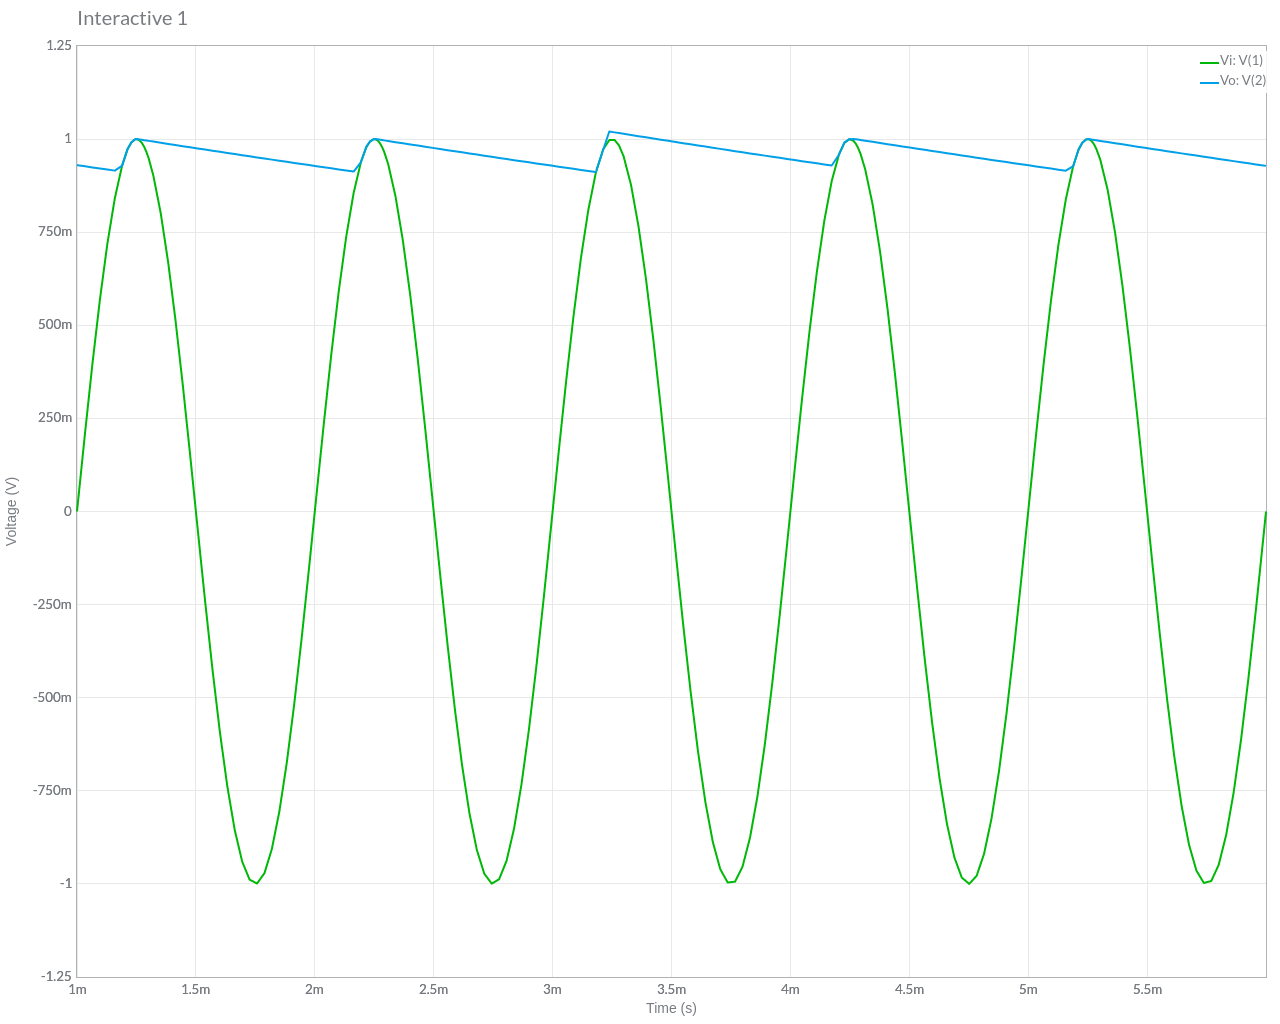 Interactive 1
Vi: V(1)
Vo: V(2)
1.25
1
750m
500m
250m
0
-250m
-500m
-750m
-1
-1.25
Voltage (V)
1m 1.5m 2m 2.5m 3m 3.5m 4m 4.5m 5m 5.5m
Time (s)